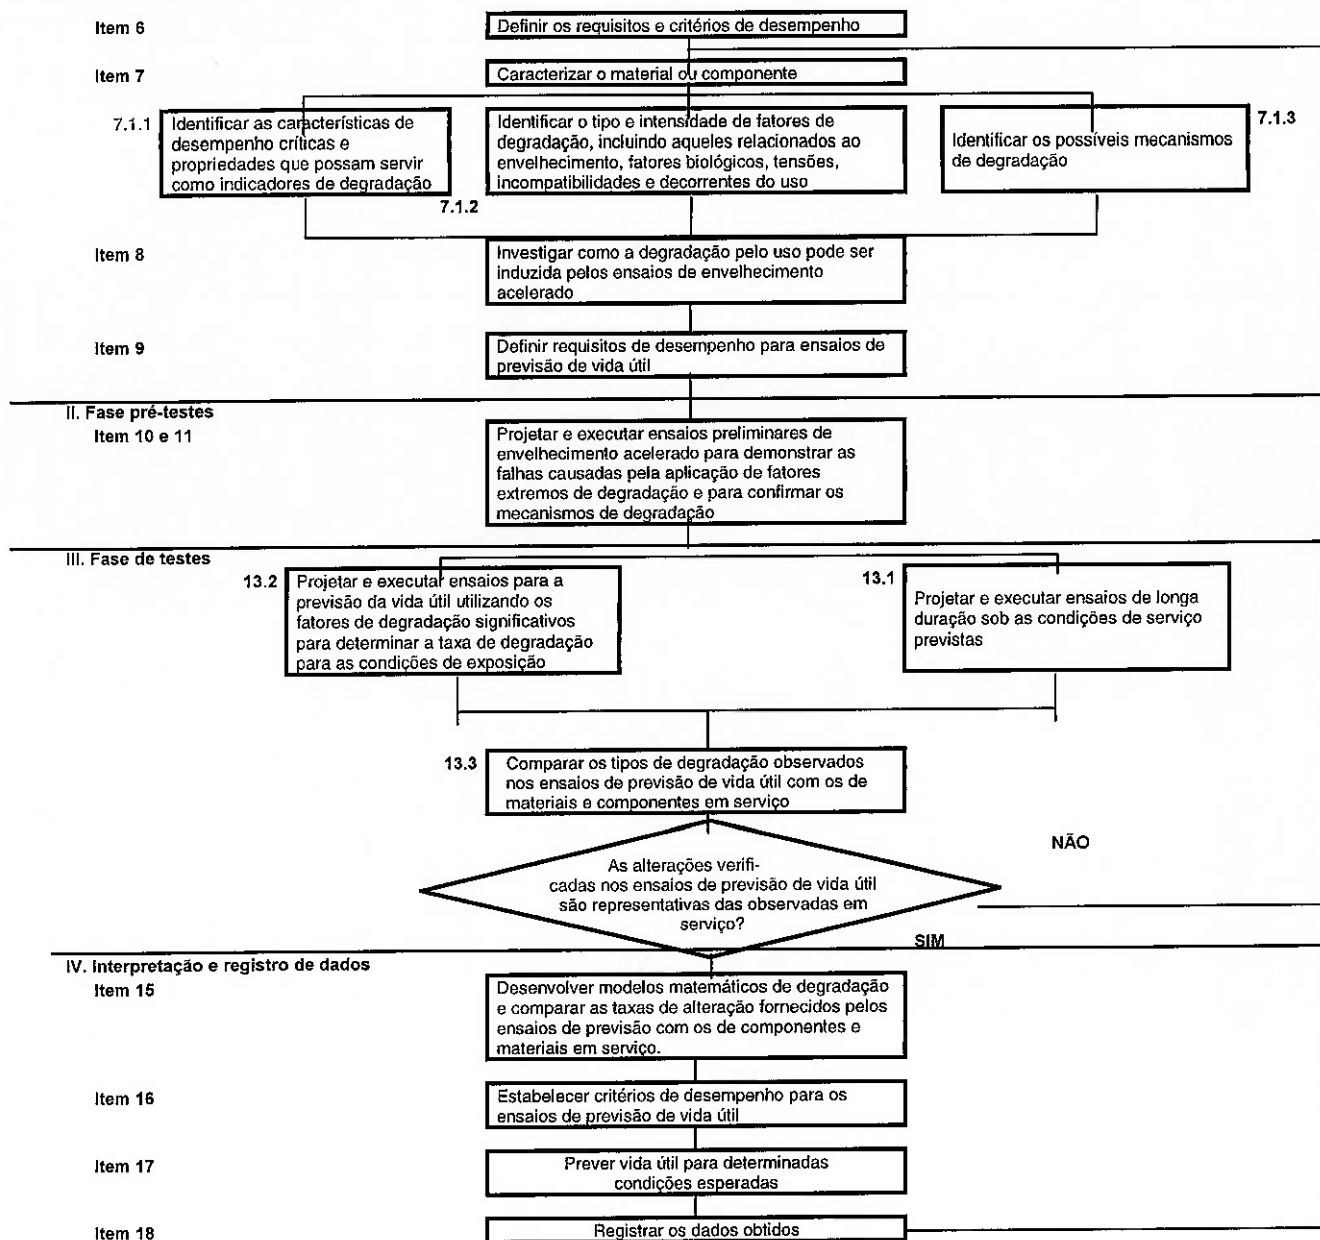 Item 6
Definir os requisitos e critérios de desempenho
Item 7
Caracterizar o material ou componente
7.1.1
Identificar as características de
desempenho críticas e
propriedades que possam servir
como indicadores de degradação
Identificar o tipo e intensidade de fatores de
degradação, incluindo aqueles relacionados ao
envelhecimento, fatores biológicos, tensões,
incompatibilidades e decorrentes do uso
7.1.2
7.1.3
Identificar os possíveis mecanismos
de degradação
Item 8
Investigar como a degradação pelo uso pode ser
induzida pelos ensaios de envelhecimento
acelerado
Item 9
Definir requisitos de desempenho para ensaios de
previsão de vida útil
II. Fase pré-testes
Item 10 e 11
Projetar e executar ensaios preliminares de
envelhecimento acelerado para demonstrar as
falhas causadas pela aplicação de fatores
extremos de degradação e para confirmar os
mecanismos de degradação
III. Fase de testes
13.2
Projetar e executar ensaios para a
previsão da vida útil utilizando os
fatores de degradação significativos
para determinar a taxa de degradação
para as condições de exposição
13.1
Projetar e executar ensaios de longa
duração sob as condições de serviço
previstas
13.3
Comparar os tipos de degradação observados
nos ensaios de previsão de vida útil com os de
materiais e componentes em serviço
NÃO
As alterações verifi-
cadas nos ensaios de previsão de vida útil
são representativas das observadas em
serviço?
SIM
IV. Interpretação e registro de dados
Item 15
Desenvolver modelos matemáticos de degradação
e comparar as taxas de alteração fornecidos pelos
ensaios de previsão com os de componentes e
materiais em serviço.
Item 16
Estabelecer critérios de desempenho para os
ensaios de previsão de vida útil
Item 17
Prever vida útil para determinadas
condições esperadas
Item 18
Registrar os dados obtidos